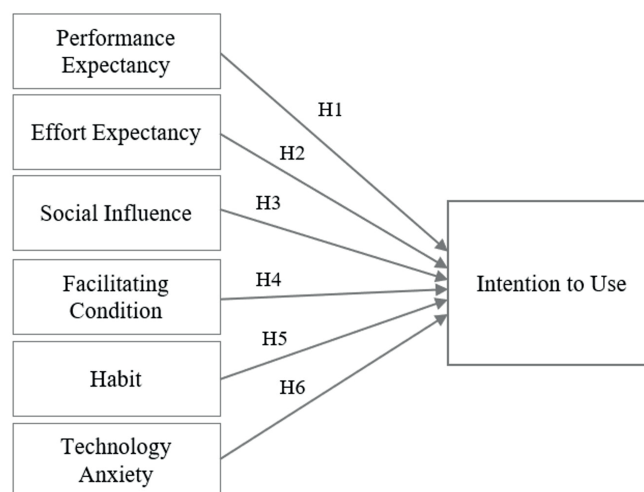 Performance
Expectancy
H1
Effort Expectancy
H2
Social Influence
H3
Intention to Use
Facilitating
Condition
H4
Habit
H5
Technology
Anxiety
H6